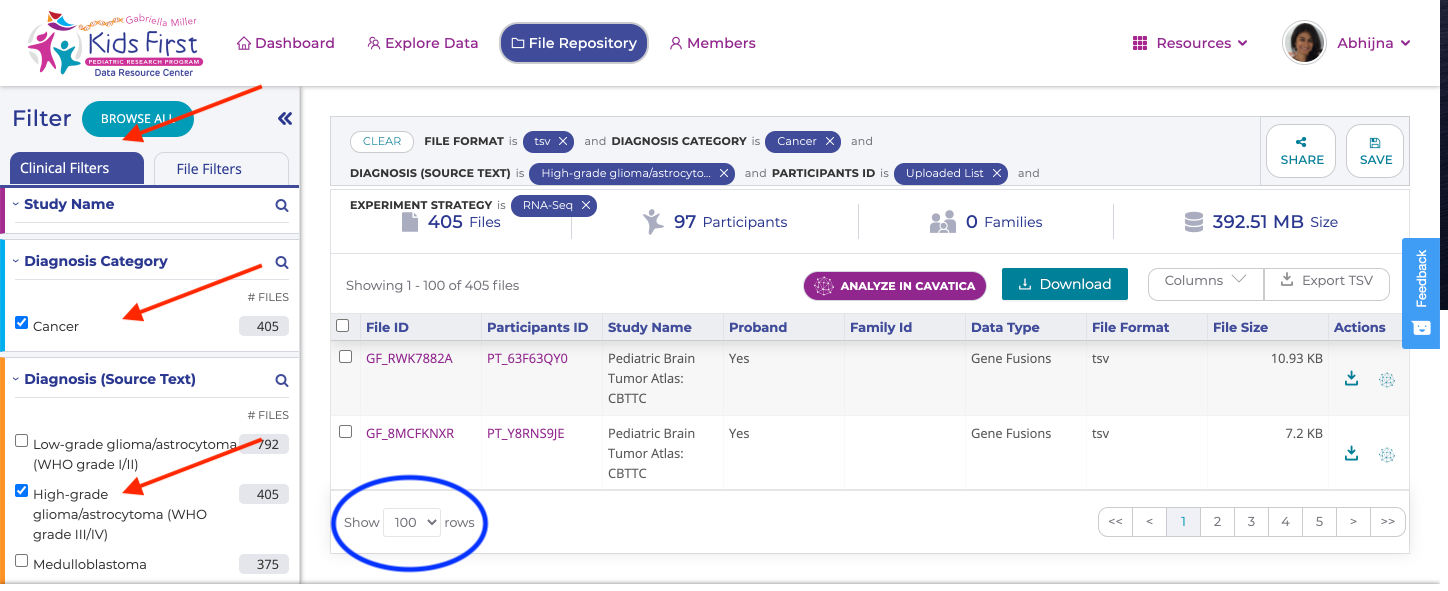 Gabriella Miller
Kids First
PEDIATRIC RESEARCH PROGRAM
Data Resource Center
Dashboard
Explore Data
File Repository
Members
Resources
Abhijna
Filter
BROWSE ALL
Clinical Filters
File Filters
Study Name
Diagnosis Category
# FILES
Cancer 405
Diagnosis (Source Text)
# FILES
Low-grade glioma/astrocytoma 792
(WHO grade I/II)
High-grade 405
glioma/astrocytoma (WHO
grade III/IV)
Medulloblastoma 375
CLEAR FILE FORMAT is tsv X and DIAGNOSIS CATEGORY is Cancer X and
DIAGNOSIS (SOURCE TEXT) is High-grade glioma/astrocyto... X and PARTICIPANTS ID is Uploaded List X and
EXPERIMENT STRATEGY is RNA-Seq X
SHARE
SAVE
405 Files
97 Participants
0 Families
392.51 MB Size
Showing 1 - 100 of 405 files
ANALYZE IN CAVATICA
Download
Columns
Export TSV
File ID Participants ID Study Name Proband Family Id Data Type File Format File Size Actions
GF_RWK7882A PT_63F63QY0 Pediatric Brain Yes Gene Fusions tsv 10.93 KB
Tumor Atlas:
CBTTC
GF_8MCFKNXR PT_Y8RNS9JE Pediatric Brain Yes Gene Fusions tsv 7.2 KB
Tumor Atlas:
CBTTC
Show 100 rows
<< < 1 2 3 4 5 > >>
Feedback